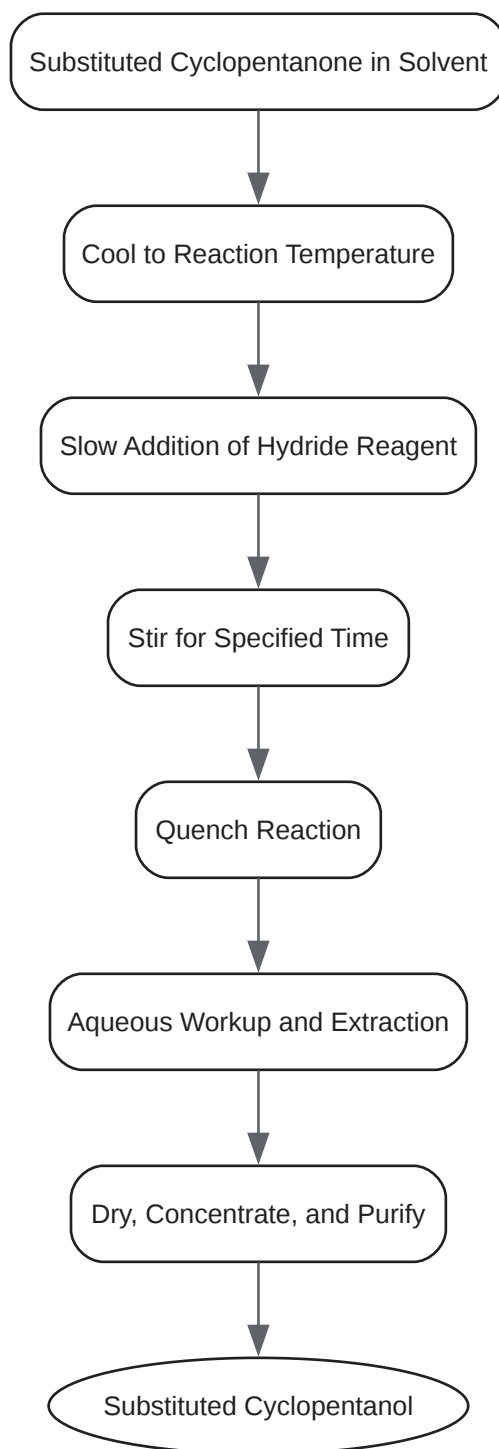 Substituted Cyclopentanone in Solvent
Cool to Reaction Temperature
Slow Addition of Hydride Reagent
Stir for Specified Time
Quench Reaction
Aqueous Workup and Extraction
Dry, Concentrate, and Purify
Substituted Cyclopentanol